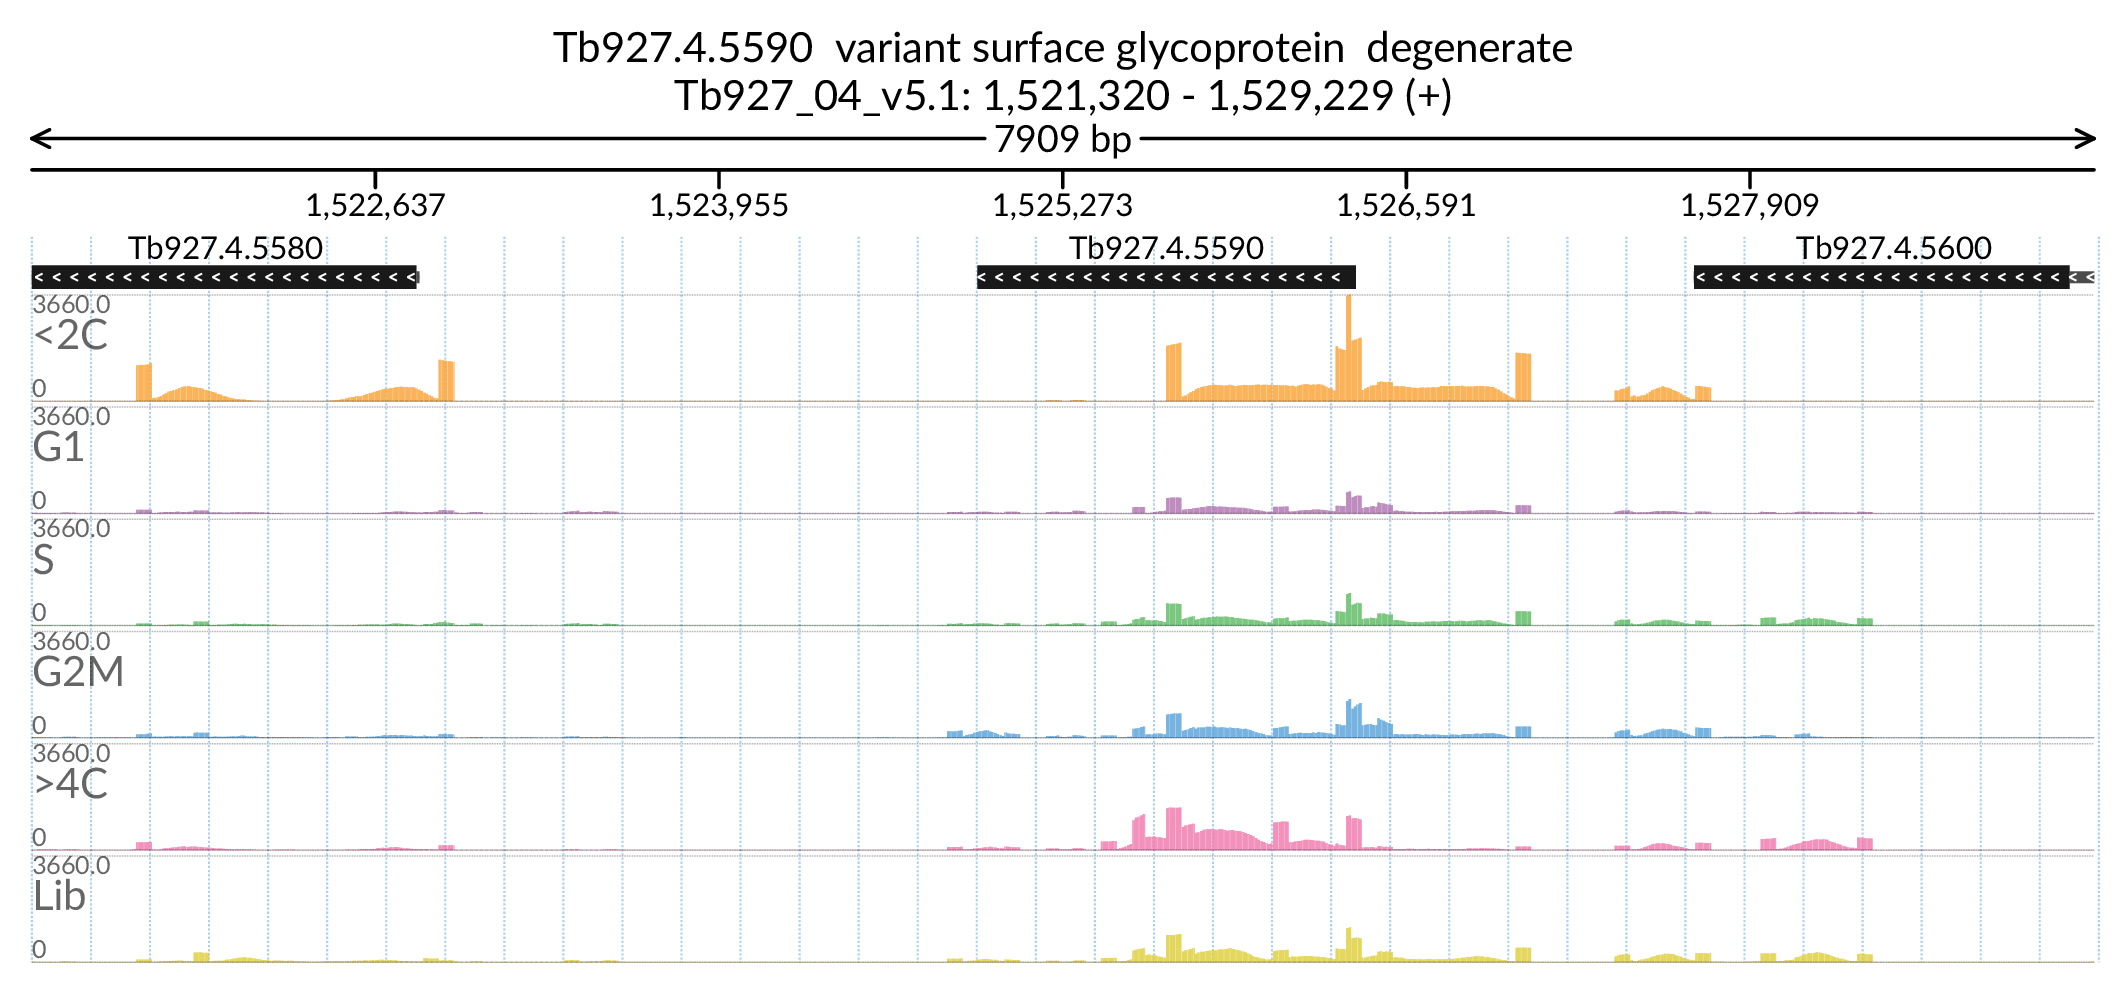 Tb927.4.5590  variant surface glycoprotein  degenerate
Tb927_04_v5.1: 1,521,320 - 1,529,229 (+)
7909 bp
1,522,637 1,523,955 1,525,273 1,526,591 1,527,909
Tb927.4.5580 Tb927.4.5590 Tb927.4.5600
3660.0
<2C
0
3660.0
G1
0
3660.0
S
0
3660.0
G2M
0
3660.0
>4C
0
3660.0
Lib
0